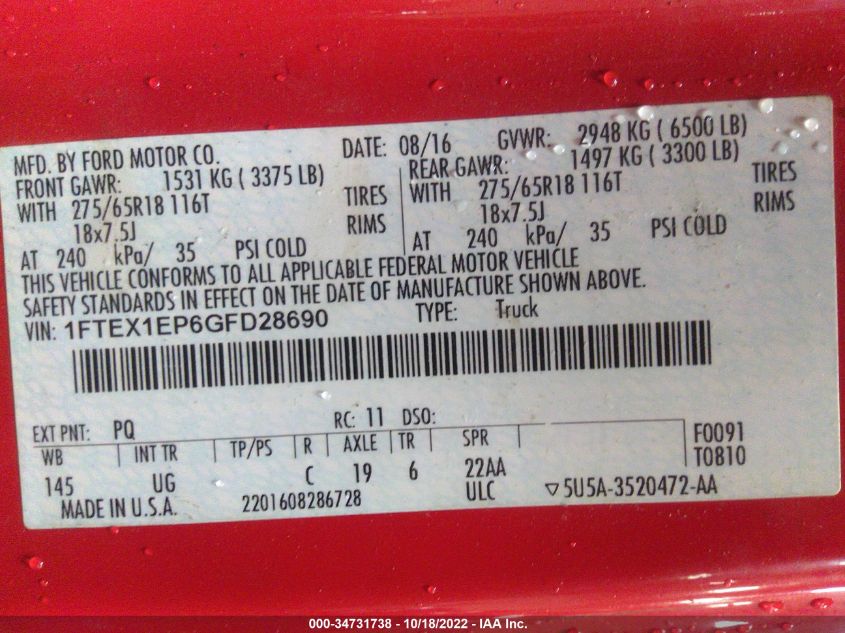 MFD. BY FORD MOTOR CO. DATE: 08/16 GVWR: 2948 KG ( 6500 LB)
FRONT GAWR: 1531 KG ( 3375 LB) REAR GAWR: 1497 KG ( 3300 LB)
WITH 275/65R18 116T TIRES WITH 275/65R18 116T TIRES
18x7.5J RIMS 18x7.5J RIMS
AT 240 kPa/ 35 PSI COLD AT 240 kPa/ 35 PSI COLD
THIS VEHICLE CONFORMS TO ALL APPLICABLE FEDERAL MOTOR VEHICLE
SAFETY STANDARDS IN EFFECT ON THE DATE OF MANUFACTURE SHOWN ABOVE.
VIN: 1FTEX1EP6GFD28690 TYPE: Truck
EXT PNT: PQ RC: 11 DSO: F0091
WB INT TR TP/PS R AXLE TR SPR T0810
145 UG C 19 6 22AA
MADE IN U.S.A. 2201608286728 ULC ▽5U5A-3520472-AA
000-34731738 - 10/18/2022 - IAA Inc.